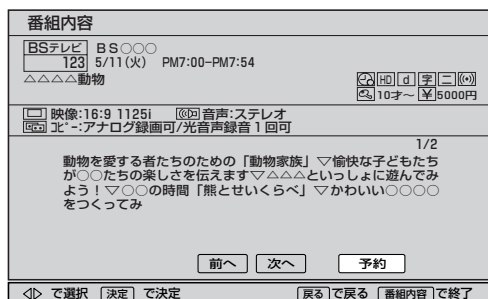 番組内容
BSテレビ BS○○○
123 5/11(火) PM7:00-PM7:54
△△△△動物
HD d 字 二
10才～ ¥5000円
映像:16:9 1125i 音声:ステレオ
ｺﾋﾟｰ:アナログ録画可/光音声録音1回可
1/2
動物を愛する者たちのための「動物家族」▽愉快な子どもたち
が○○たちの楽しさを伝えます▽△△△といっしょに遊んでみ
よう！▽○○の時間「熊とせいくらべ」▽かわいい○○○○
をつくってみ
前へ 次へ 予約
で選択 決定 で決定 戻る で戻る 番組内容 で終了